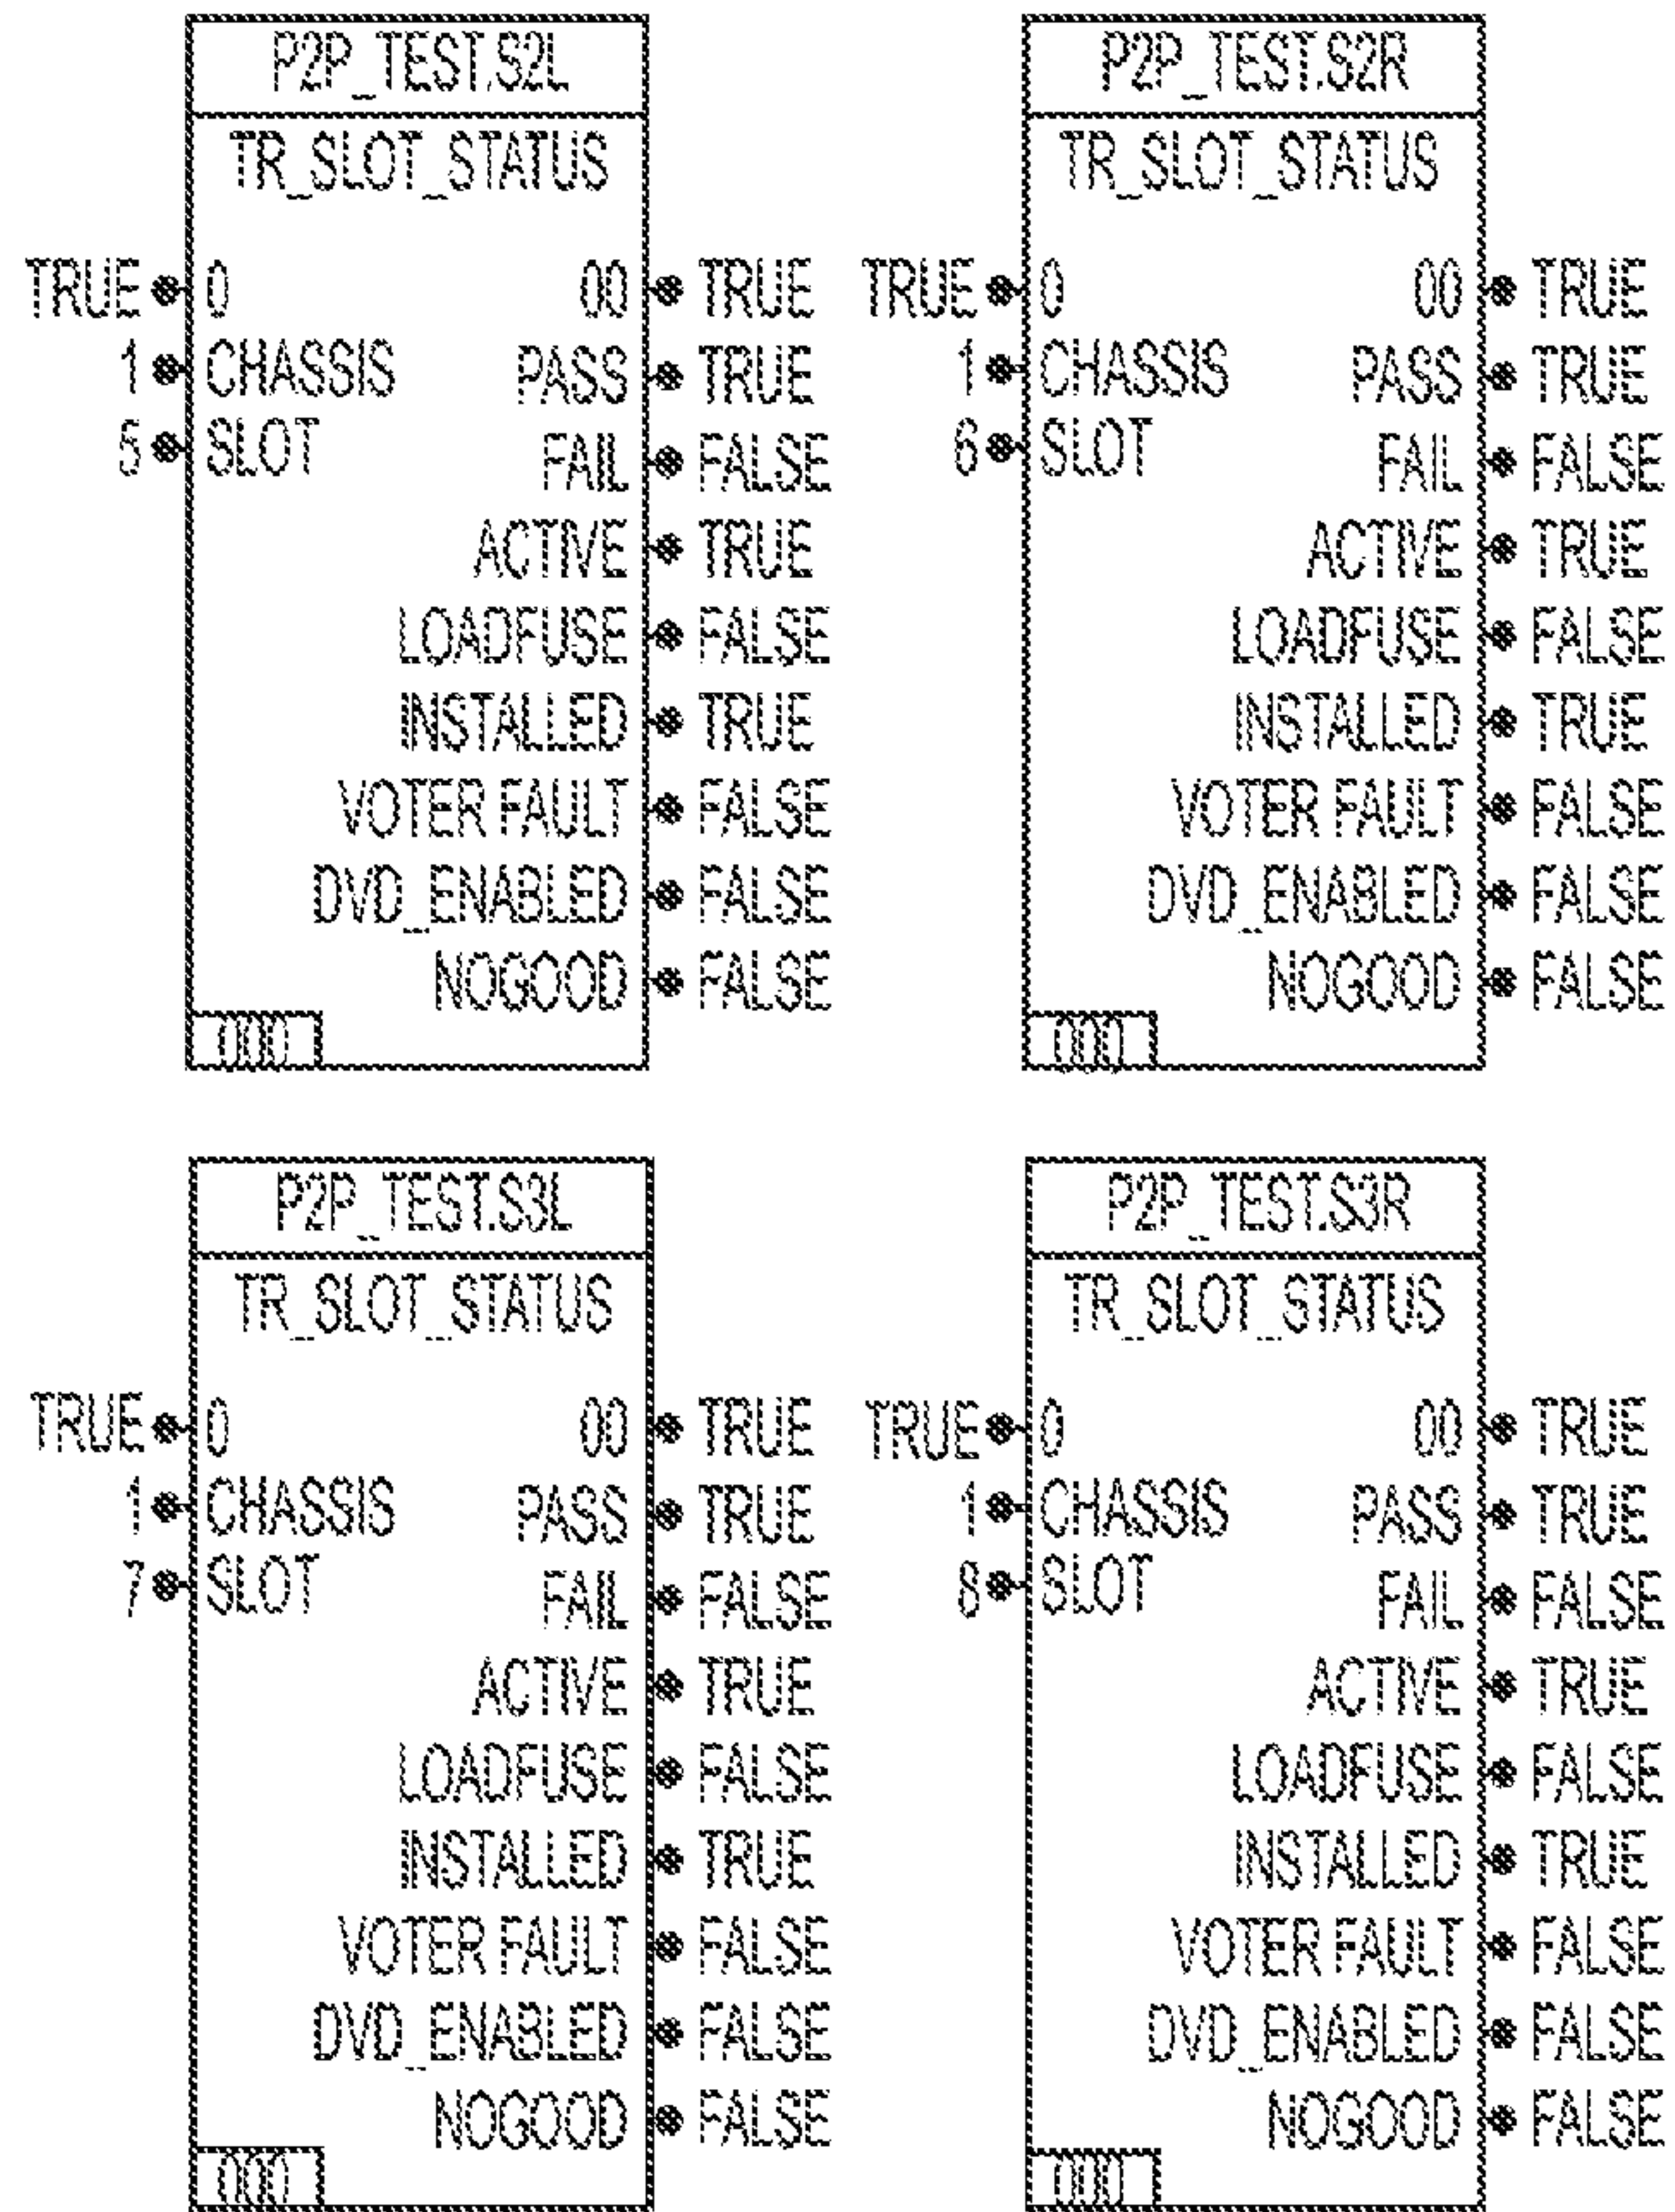 P2P_TEST.S2L
TR_SLOT_STATUS
TRUE 0 00 TRUE
1 CHASSIS PASS TRUE
5 SLOT FAIL FALSE
ACTIVE TRUE
LOADFUSE FALSE
INSTALLED TRUE
VOTER FAULT FALSE
DVD_ENABLED FALSE
NOGOOD FALSE
000
P2P_TEST.S2R
TR_SLOT_STATUS
TRUE 0 00 TRUE
1 CHASSIS PASS TRUE
6 SLOT FAIL FALSE
ACTIVE TRUE
LOADFUSE FALSE
INSTALLED TRUE
VOTER FAULT FALSE
DVD_ENABLED FALSE
NOGOOD FALSE
000
P2P_TEST.S3L
TR_SLOT_STATUS
TRUE 0 00 TRUE
1 CHASSIS PASS TRUE
7 SLOT FAIL FALSE
ACTIVE TRUE
LOADFUSE FALSE
INSTALLED TRUE
VOTER FAULT FALSE
DVD_ENABLED FALSE
NOGOOD FALSE
000
P2P_TEST.S3R
TR_SLOT_STATUS
TRUE 0 00 TRUE
1 CHASSIS PASS TRUE
8 SLOT FAIL FALSE
ACTIVE TRUE
LOADFUSE FALSE
INSTALLED TRUE
VOTER FAULT FALSE
DVD_ENABLED FALSE
NOGOOD FALSE
000